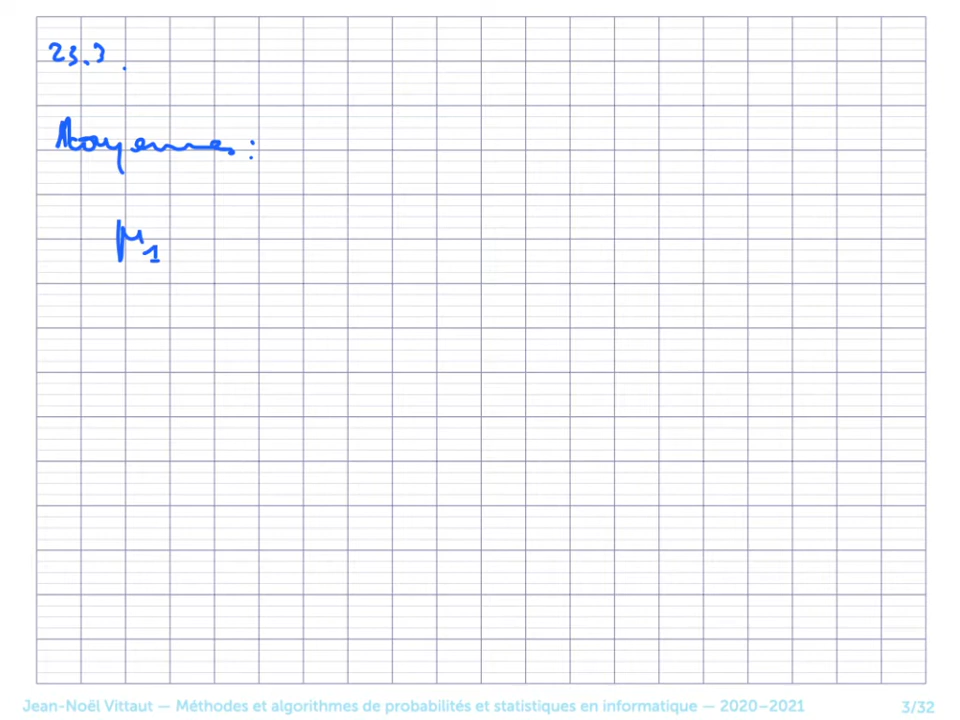 23.3.
Moyennes:
μ1
Jean-Noël Vittaut — Méthodes et algorithmes de probabilités et statistiques en informatique — 2020–2021
3/32